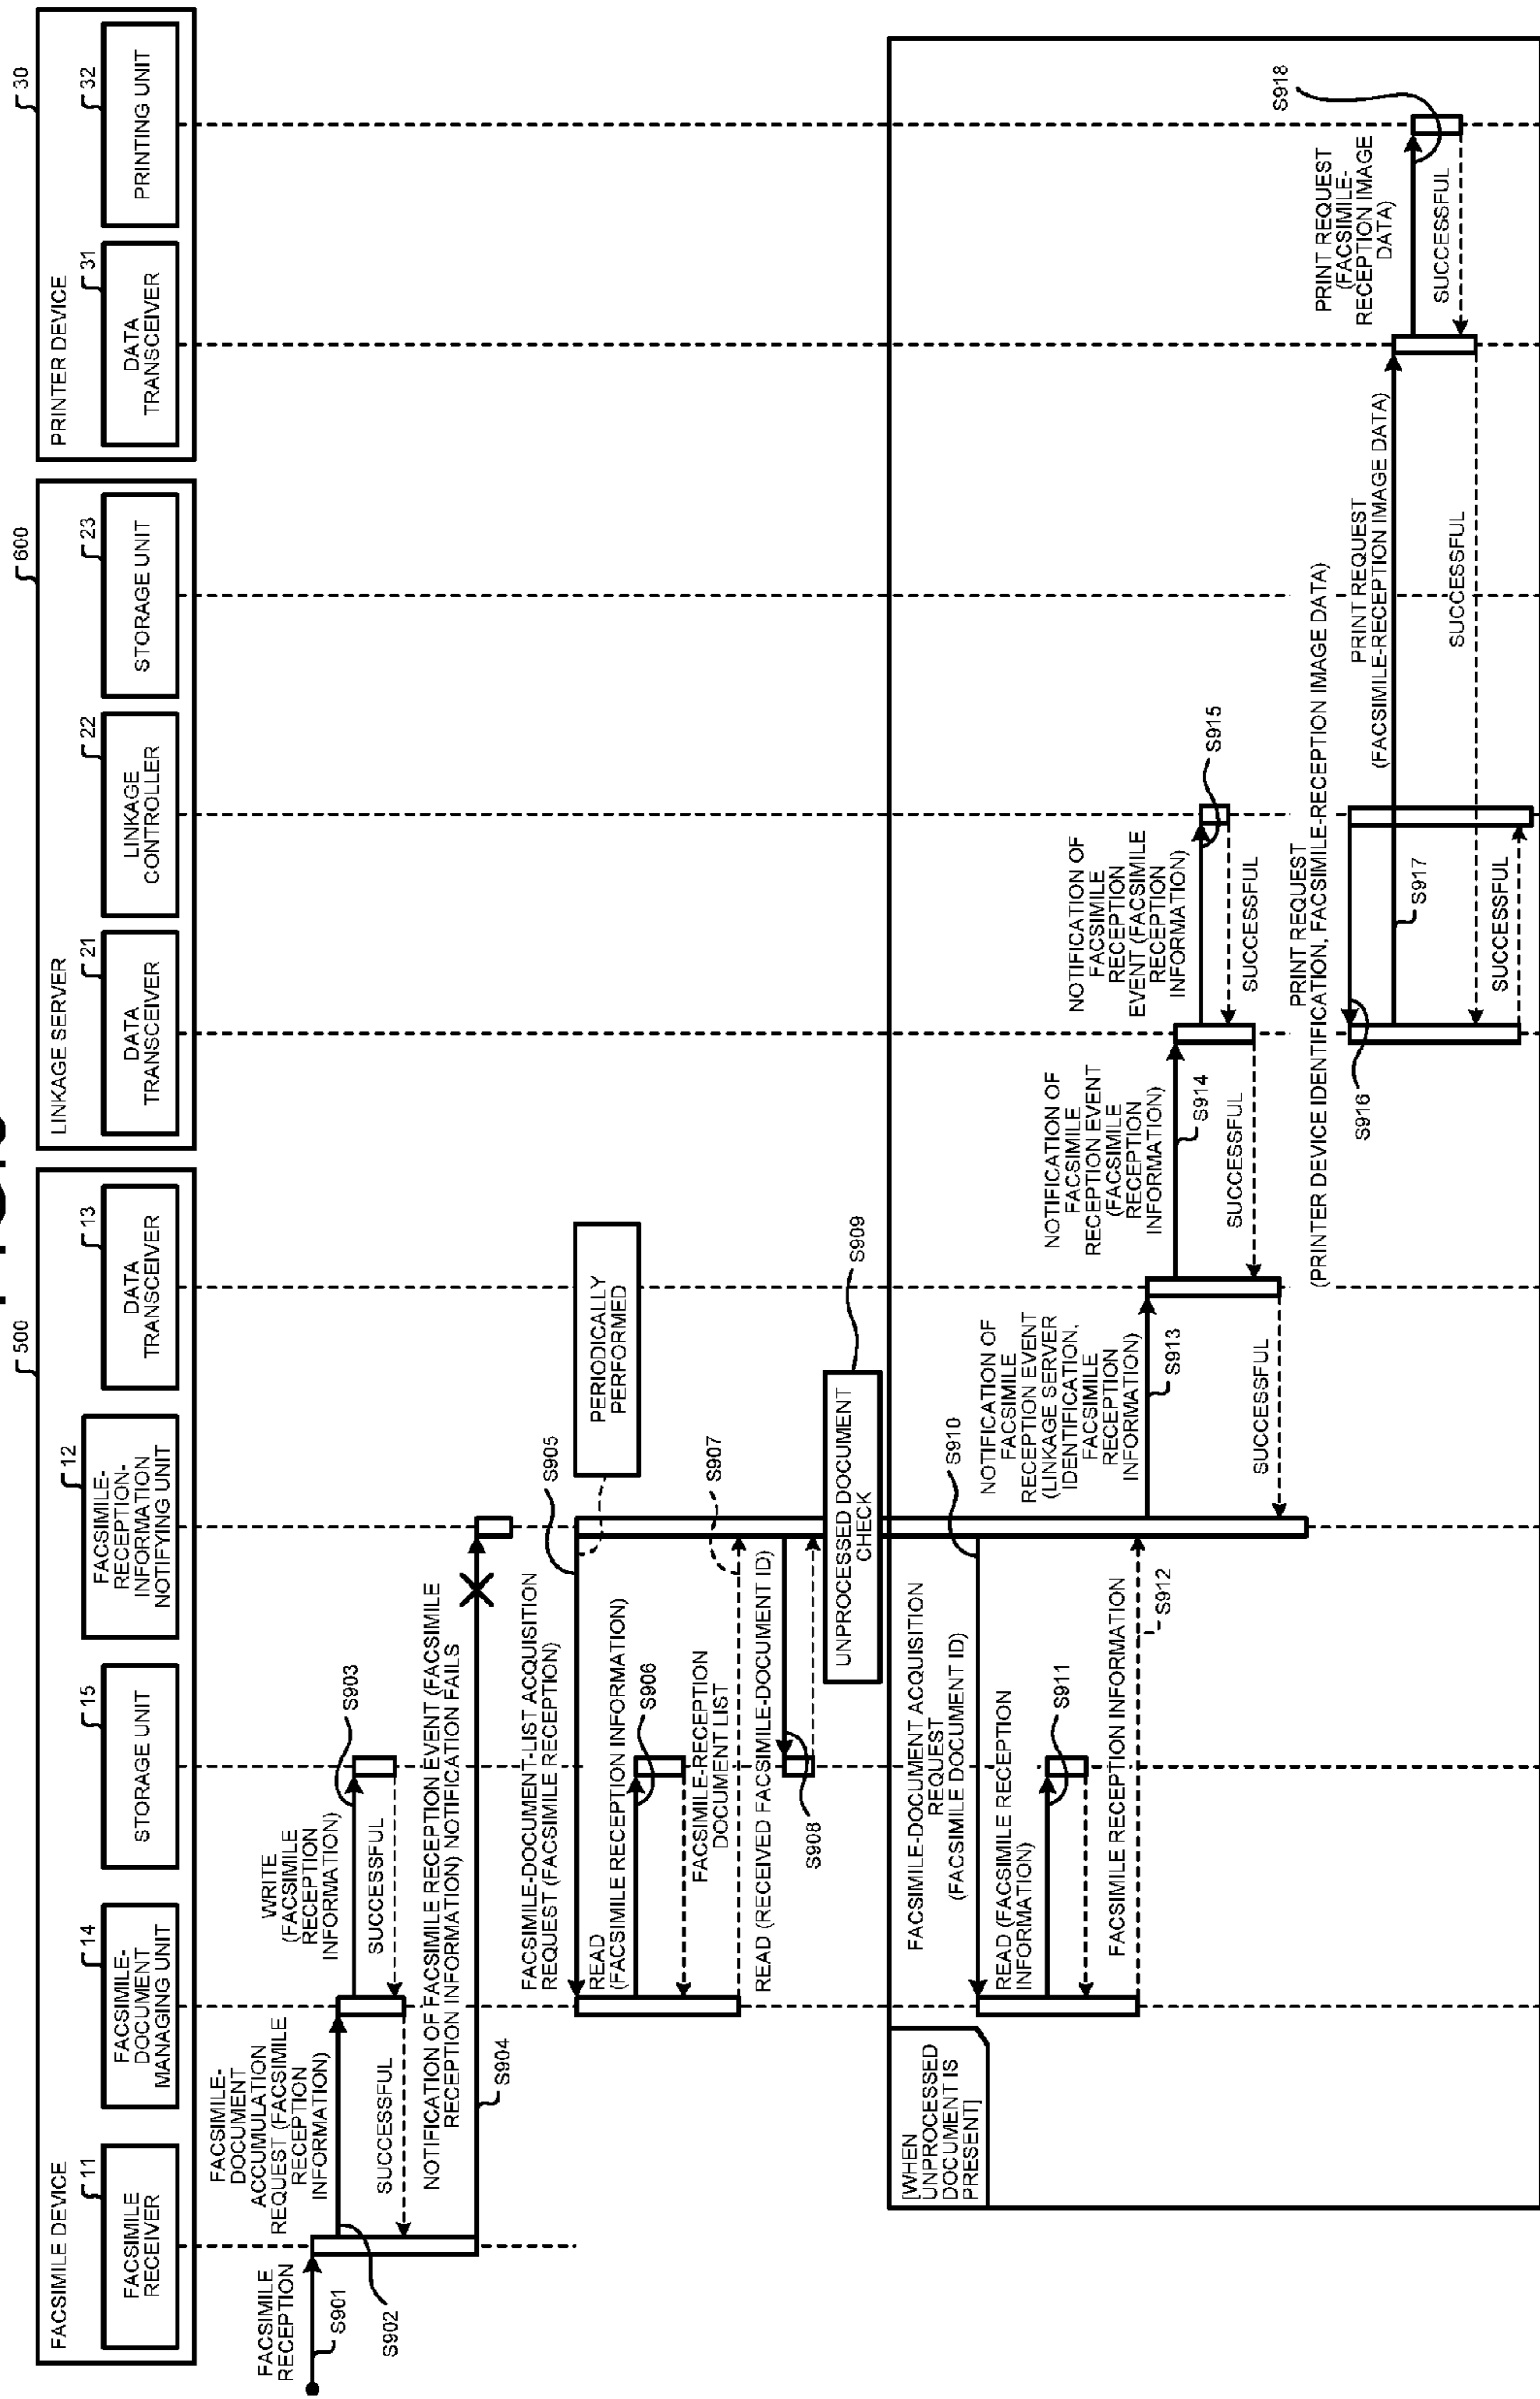 500
FACSIMILE DEVICE
11
FACSIMILE
RECEIVER
14
FACSIMILE-
DOCUMENT
MANAGING UNIT
15
STORAGE UNIT
12
FACSIMILE-
RECEPTION-
INFORMATION
NOTIFYING UNIT
13
DATA
TRANSCEIVER
600
LINKAGE SERVER
21
DATA
TRANSCEIVER
22
LINKAGE
CONTROLLER
23
STORAGE UNIT
30
PRINTER DEVICE
31
DATA
TRANSCEIVER
32
PRINTING UNIT
FACSIMILE
RECEPTION
S901
FACSIMILE-
DOCUMENT
ACCUMULATION
REQUEST (FACSIMILE
RECEPTION
INFORMATION)
S902
WRITE
(FACSIMILE
RECEPTION
INFORMATION)
S903
SUCCESSFUL
SUCCESSFUL
NOTIFICATION OF FACSIMILE RECEPTION EVENT (FACSIMILE
RECEPTION INFORMATION) NOTIFICATION FAILS
S904
FACSIMILE-DOCUMENT-LIST ACQUISITION
REQUEST (FACSIMILE RECEPTION)
S905
PERIODICALLY
PERFORMED
READ
(FACSIMILE RECEPTION INFORMATION)
S906
FACSIMILE-RECEPTION
DOCUMENT LIST
S907
READ (RECEIVED FACSIMILE-DOCUMENT ID)
S908
UNPROCESSED DOCUMENT
CHECK
S909
[WHEN
UNPROCESSED
DOCUMENT IS
PRESENT]
FACSIMILE-DOCUMENT ACQUISITION
REQUEST
(FACSIMILE DOCUMENT ID)
S910
READ (FACSIMILE RECEPTION
INFORMATION)
S911
FACSIMILE RECEPTION INFORMATION
S912
NOTIFICATION OF
FACSIMILE
RECEPTION EVENT
(LINKAGE SERVER
IDENTIFICATION,
FACSIMILE
RECEPTION
INFORMATION)
S913
NOTIFICATION OF
FACSIMILE
RECEPTION EVENT
(FACSIMILE
RECEPTION
INFORMATION)
S914
NOTIFICATION OF
FACSIMILE
RECEPTION
EVENT (FACSIMILE
RECEPTION
INFORMATION)
S915
SUCCESSFUL
SUCCESSFUL
SUCCESSFUL
PRINT REQUEST
(PRINTER DEVICE IDENTIFICATION, FACSIMILE-RECEPTION IMAGE DATA)
S916
PRINT REQUEST
(FACSIMILE-RECEPTION IMAGE DATA)
S917
PRINT REQUEST
(FACSIMILE-
RECEPTION IMAGE
DATA)
S918
SUCCESSFUL
SUCCESSFUL
SUCCESSFUL